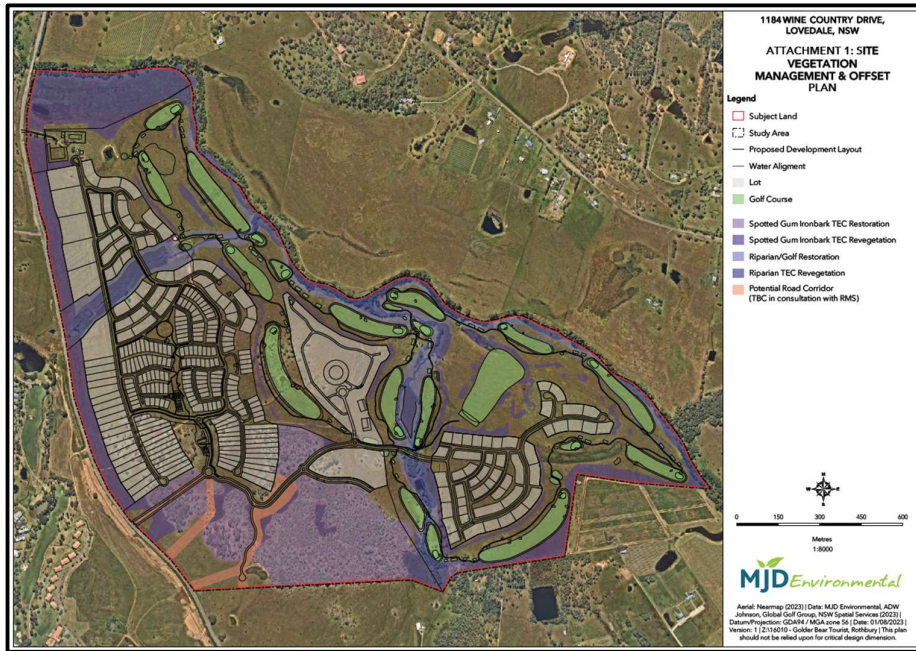 1184 WINE COUNTRY DRIVE,
LOVEDALE, NSW
ATTACHMENT 1: SITE
VEGETATION
MANAGEMENT & OFFSET
PLAN
Legend
Subject Land
Study Area
Proposed Development Layout
Water Aligment
Lot
Golf Course
Spotted Gum Ironbark TEC Restoration
Spotted Gum Ironbark TEC Revegetation
Riparian/Golf Restoration
Riparian TEC Revegetation
Potential Road Corridor
(TBC in consultation with RMS)
N
W E
S
0 150 300 450 600
Metres
1:8000
MJD Environmental
Aerial: Nearmap (2023) | Data: MJD Environmental, ADW
Johnson, Global Golf Group, NSW Spatial Services (2023) |
Datum/Projection: GDA94 / MGA zone 56 | Date: 01/08/2023 |
Version: 1 | Z:\16010 - Golder Bear Tourist, Rothbury | This plan
should not be relied upon for critical design dimension.